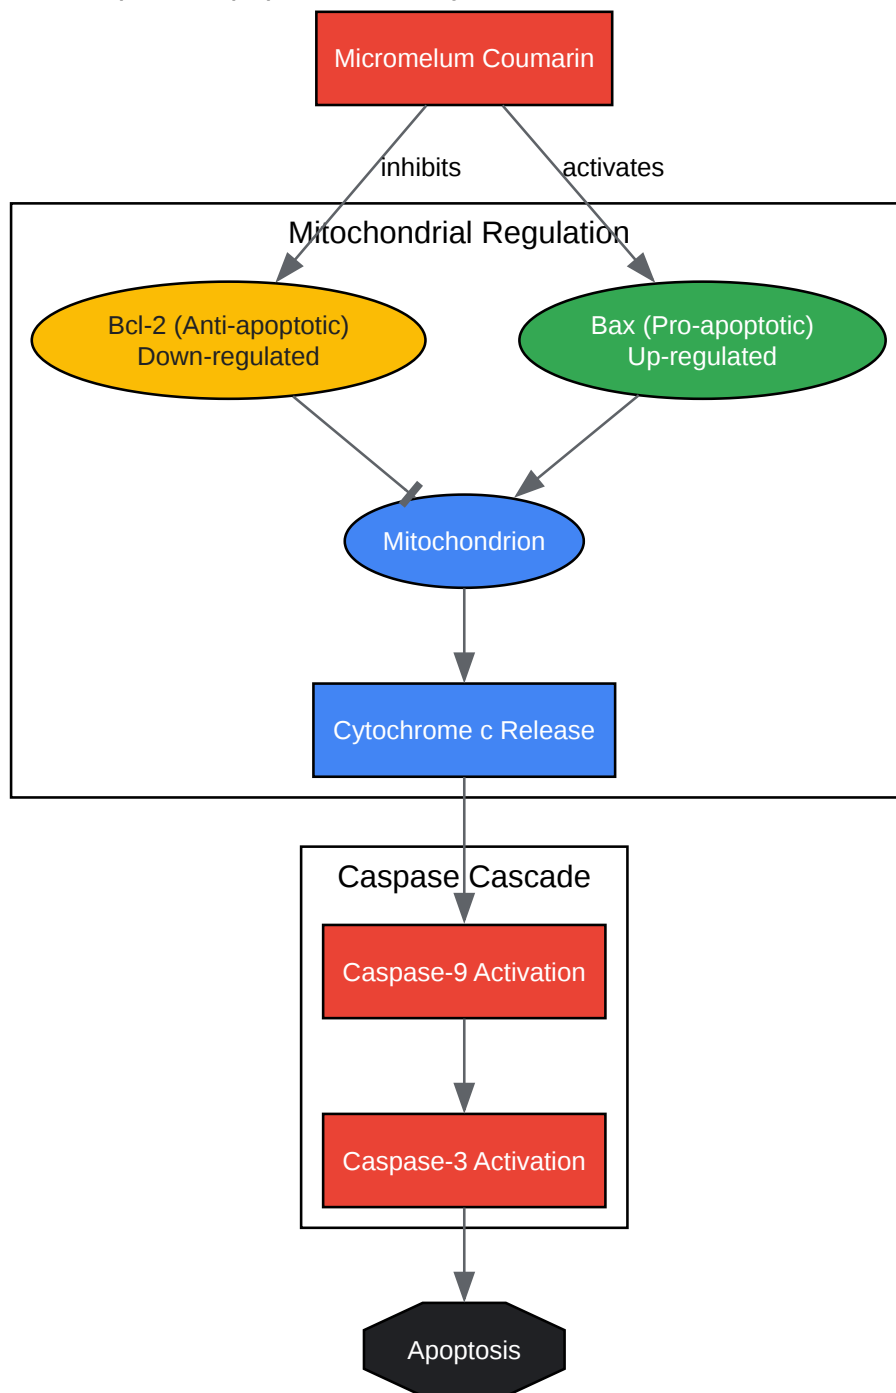 Micromelum Coumarin
inhibits
activates
Mitochondrial Regulation
Bcl-2 (Anti-apoptotic)
Down-regulated
Bax (Pro-apoptotic)
Up-regulated
Mitochondrion
Cytochrome c Release
Caspase Cascade
Caspase-9 Activation
Caspase-3 Activation
Apoptosis